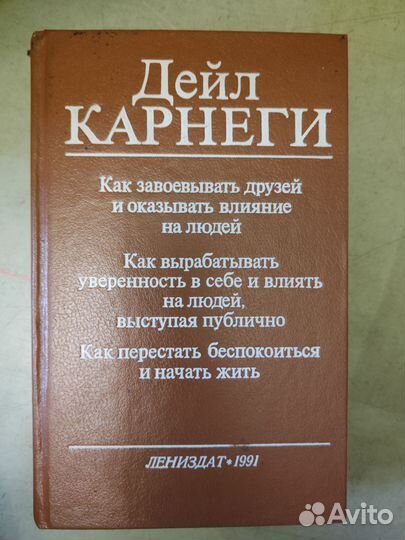 Дейл
КАРНЕГИ
Как завоевывать друзей
и оказывать влияние
на людей
Как вырабатывать
уверенность в себе и влиять
на людей,
выступая публично
Как перестать беспокоиться
и начать жить
ЛЕНИЗДАТ • 1991
Avito